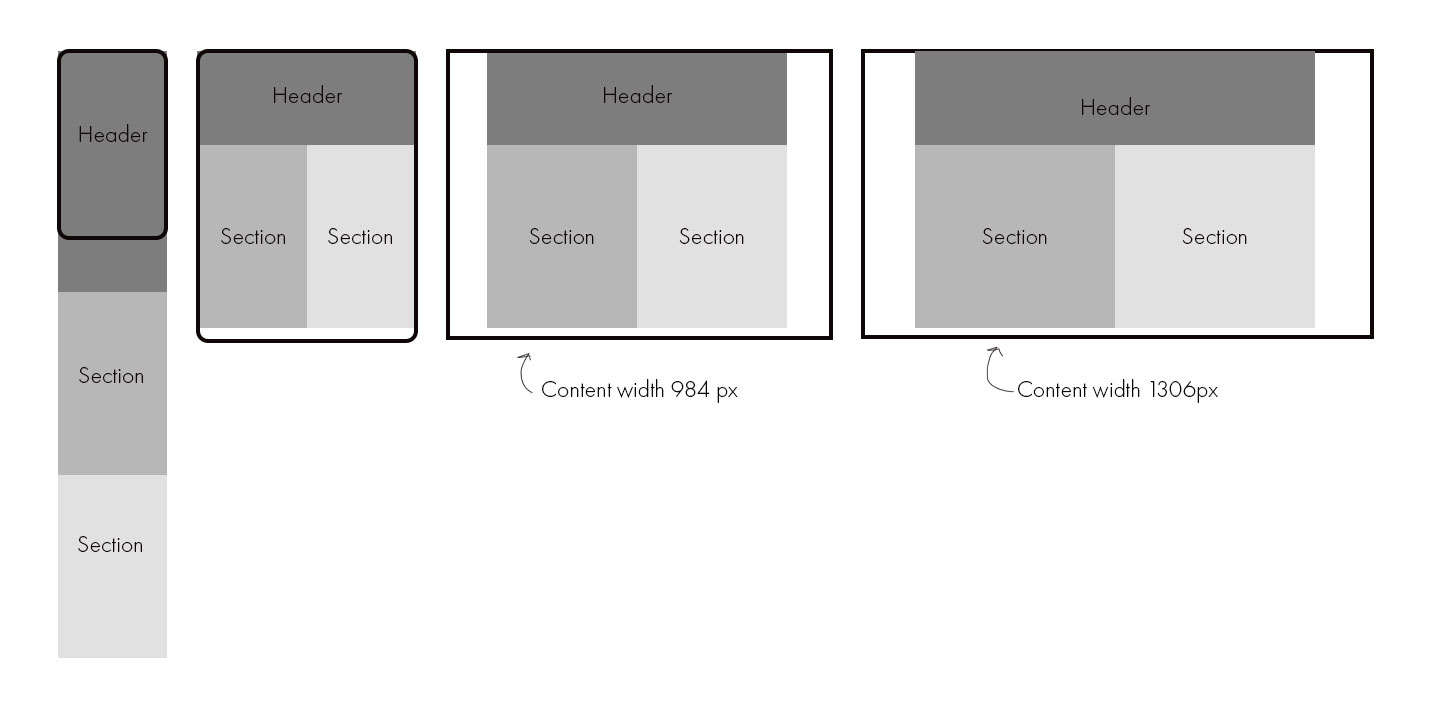 Header
Section
Section
Header
Section
Section
Header
Section
Section
Content width 984 px
Header
Section
Section
Content width 1306px